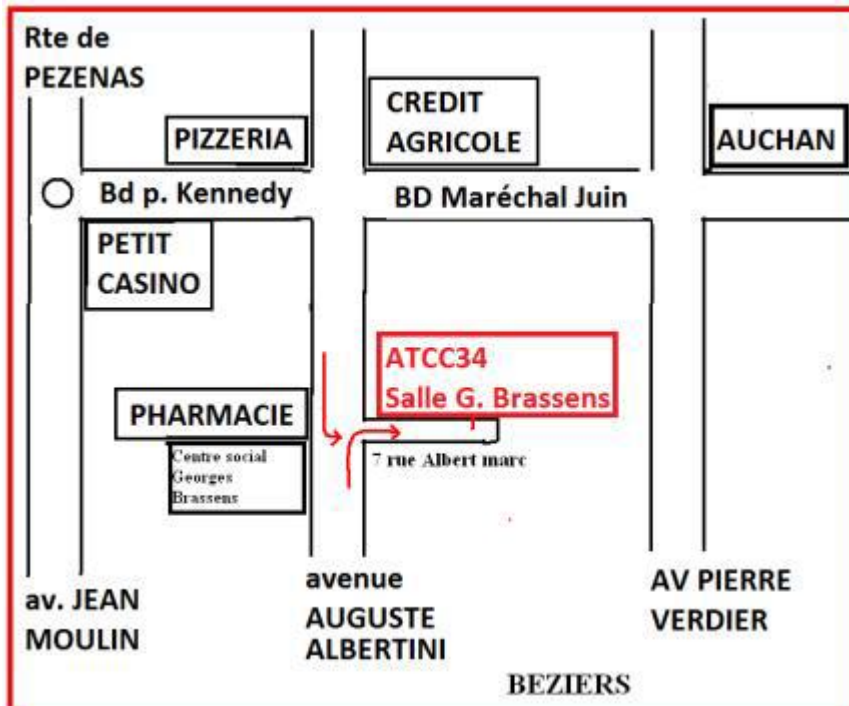 Rte de
PEZENAS
PIZZERIA
CREDIT
AGRICOLE
AUCHAN
Bd p. Kennedy
BD Maréchal Juin
PETIT
CASINO
ATCC34
Salle G. Brassens
PHARMACIE
Centre social
Georges
Brassens
7 rue Albert marc
av. JEAN
MOULIN
avenue
AUGUSTE
ALBERTINI
AV PIERRE
VERDIER
BEZIERS